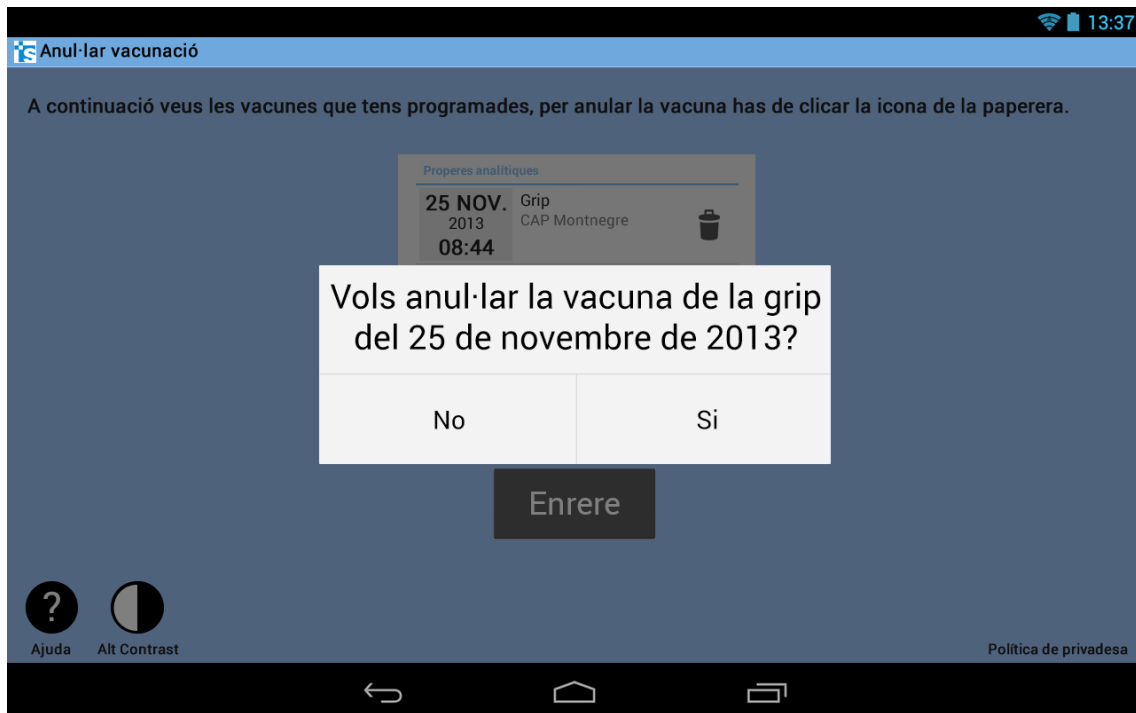 13:37
Anul·lar vacunació
A continuació veus les vacunes que tens programades, per anular la vacuna has de clicar la icona de la paperera.
Properes analítiques
25 NOV.
2013
08:44
Grip
CAP Montnegre
Vols anul·lar la vacuna de la grip
del 25 de novembre de 2013?
No
Si
Enrere
?
Ajuda
Alt Contrast
Política de privadesa